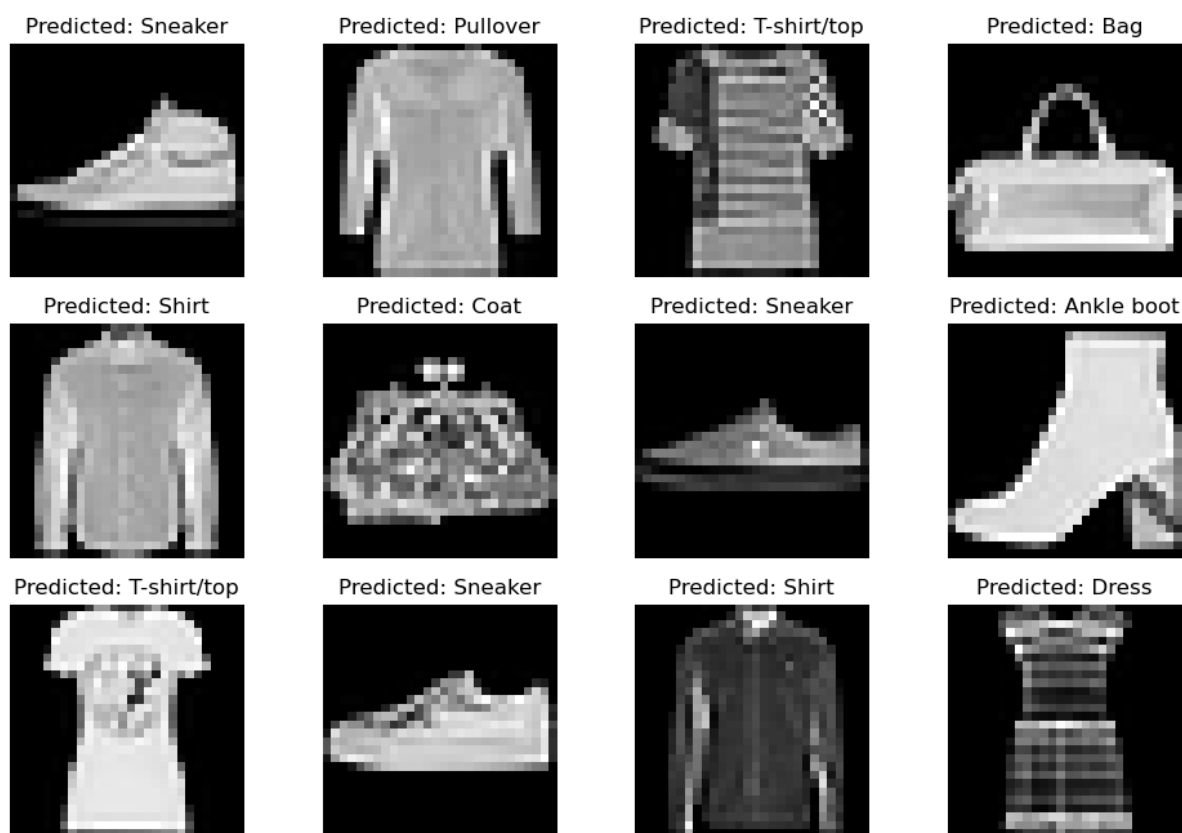 Predicted: Sneaker
Predicted: Pullover
Predicted: T-shirt/top
Predicted: Bag
Predicted: Shirt
Predicted: Coat
Predicted: Sneaker
Predicted: Ankle boot
Predicted: T-shirt/top
Predicted: Sneaker
Predicted: Shirt
Predicted: Dress